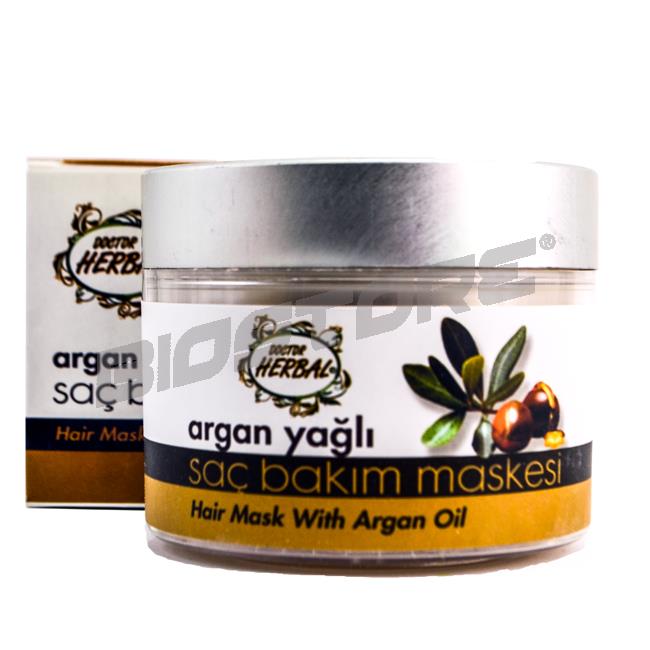 DOCTOR
HERBAL
argan
saç b
Hair Mask
BIOSTORE®
DOCTOR
HERBAL®
argan yağlı
saç bakım maskesi
Hair Mask With Argan Oil